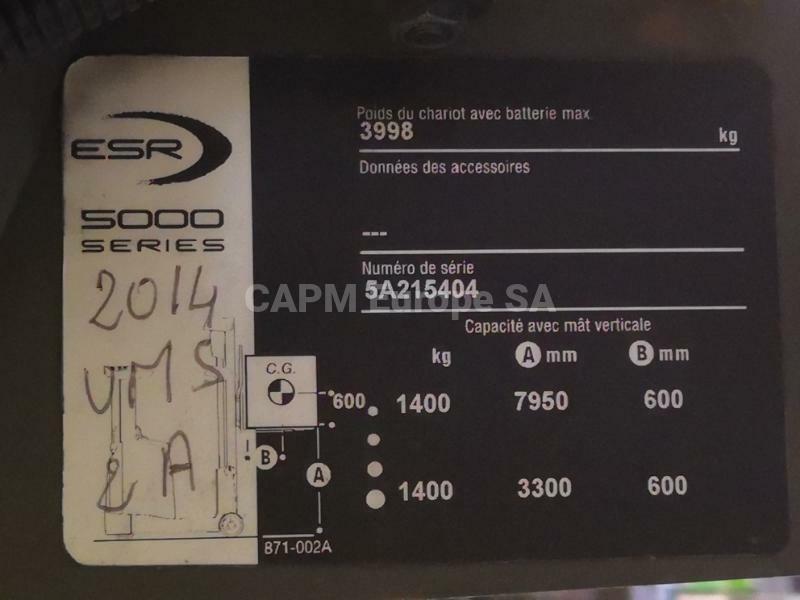 ESR
5000
SERIES
2014
VMS
2A
Poids du chariot avec batterie max.
3998 kg
Données des accessoires
---
Numéro de série
5A215404
CAPM Europe SA
Capacité avec mât verticale
kg A mm B mm
C.G.
600
1400 7950 600
B
A
1400 3300 600
871-002A